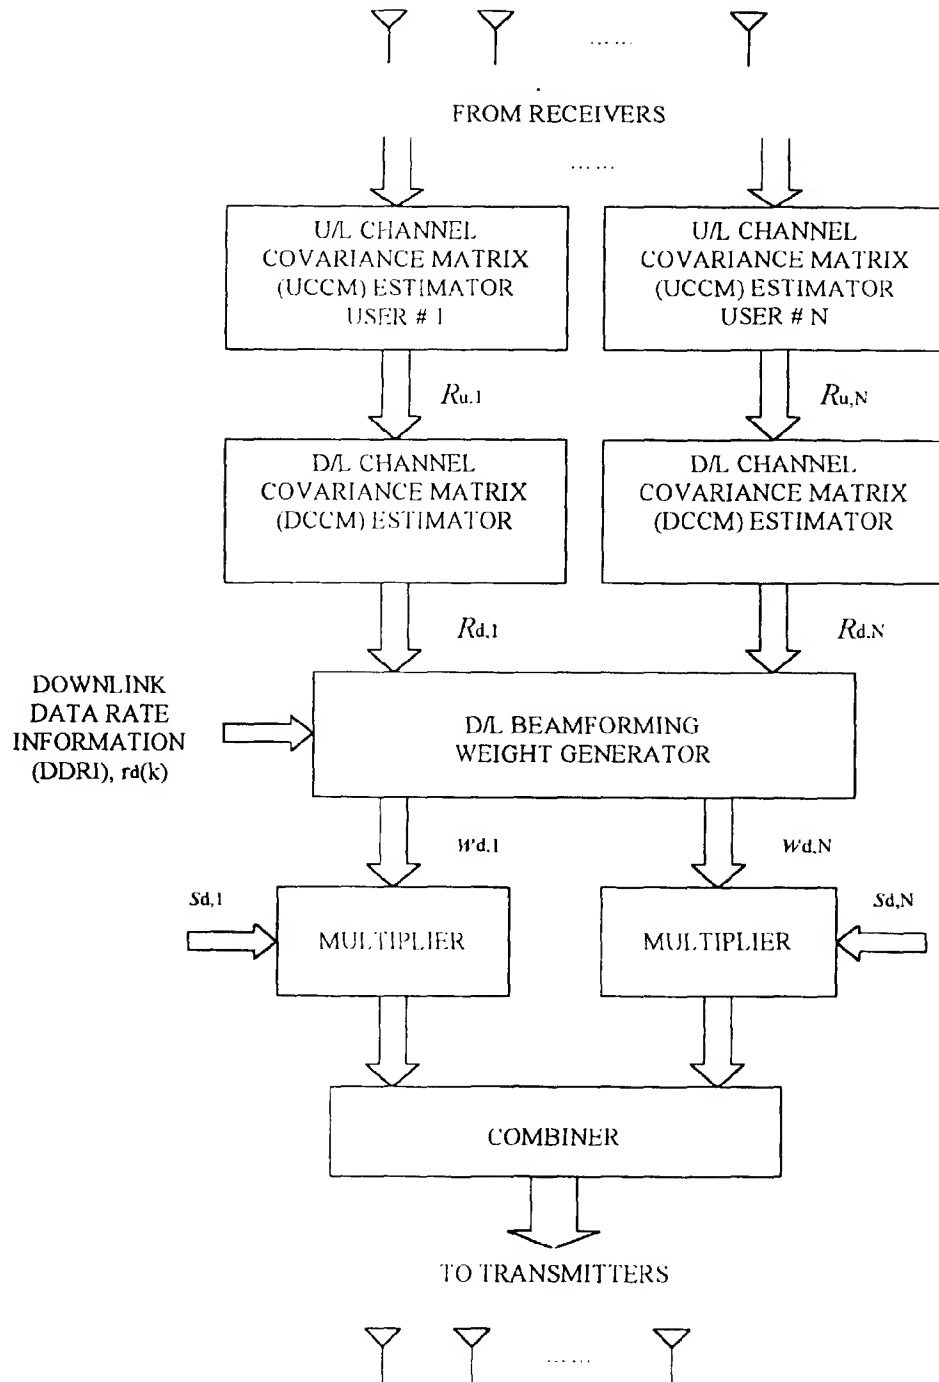 ......
FROM RECEIVERS
......
U/L CHANNEL
COVARIANCE MATRIX
(UCCM) ESTIMATOR
USER # 1
U/L CHANNEL
COVARIANCE MATRIX
(UCCM) ESTIMATOR
USER # N
Ru,1
Ru,N
D/L CHANNEL
COVARIANCE MATRIX
(DCCM) ESTIMATOR
D/L CHANNEL
COVARIANCE MATRIX
(DCCM) ESTIMATOR
Rd,1
Rd,N
DOWNLINK
DATA RATE
INFORMATION
(DDRI), rd(k)
D/L BEAMFORMING
WEIGHT GENERATOR
wd,1
wd,N
sd,1
sd,N
MULTIPLIER
MULTIPLIER
COMBINER
TO TRANSMITTERS
......